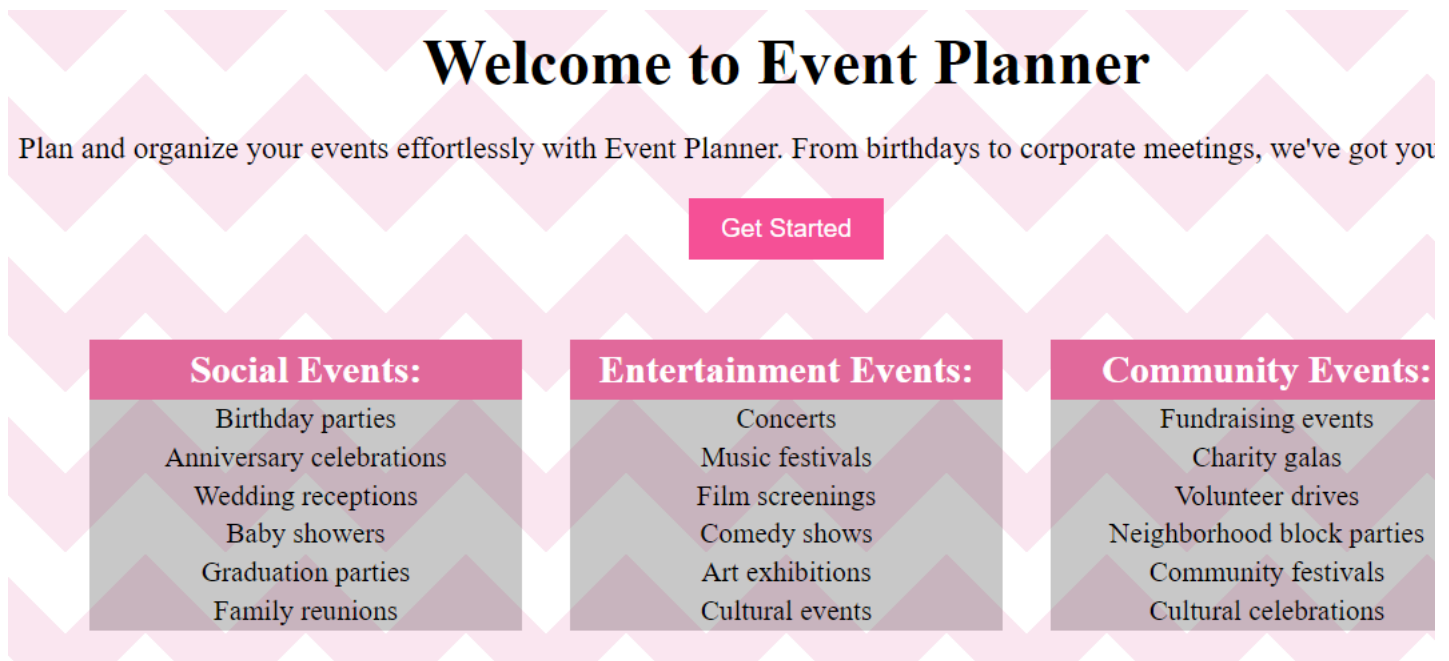 Welcome to Event Planner
Plan and organize your events effortlessly with Event Planner. From birthdays to corporate meetings, we've got you
Get Started
Social Events:
Birthday parties
Anniversary celebrations
Wedding receptions
Baby showers
Graduation parties
Family reunions
Entertainment Events:
Concerts
Music festivals
Film screenings
Comedy shows
Art exhibitions
Cultural events
Community Events:
Fundraising events
Charity galas
Volunteer drives
Neighborhood block parties
Community festivals
Cultural celebrations